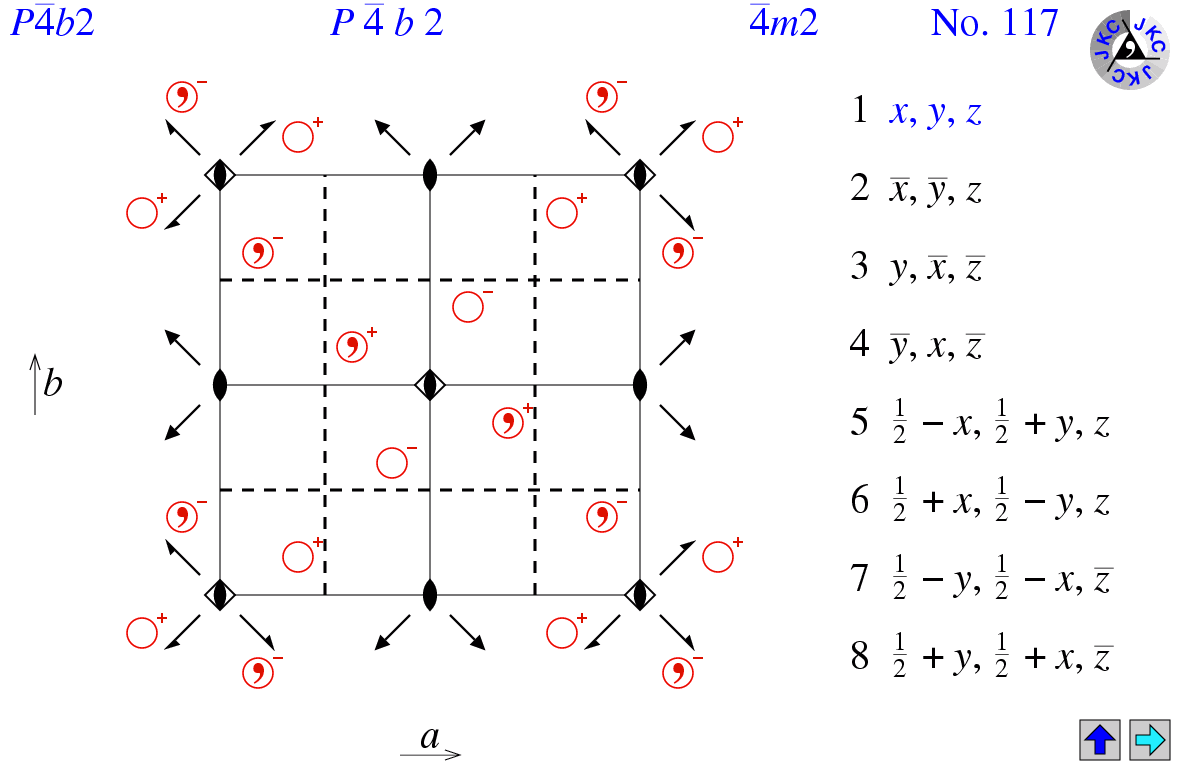 P4̅b2 P 4̅ b 2 4̅m2 No. 117
JKC JKC JKC
1 x, y, z
2 x̅, y̅, z
3 y, x̅, z̅
4 y̅, x, z̅
5 1/2 − x, 1/2 + y, z
6 1/2 + x, 1/2 − y, z
7 1/2 − y, 1/2 − x, z̅
8 1/2 + y, 1/2 + x, z̅
b
a